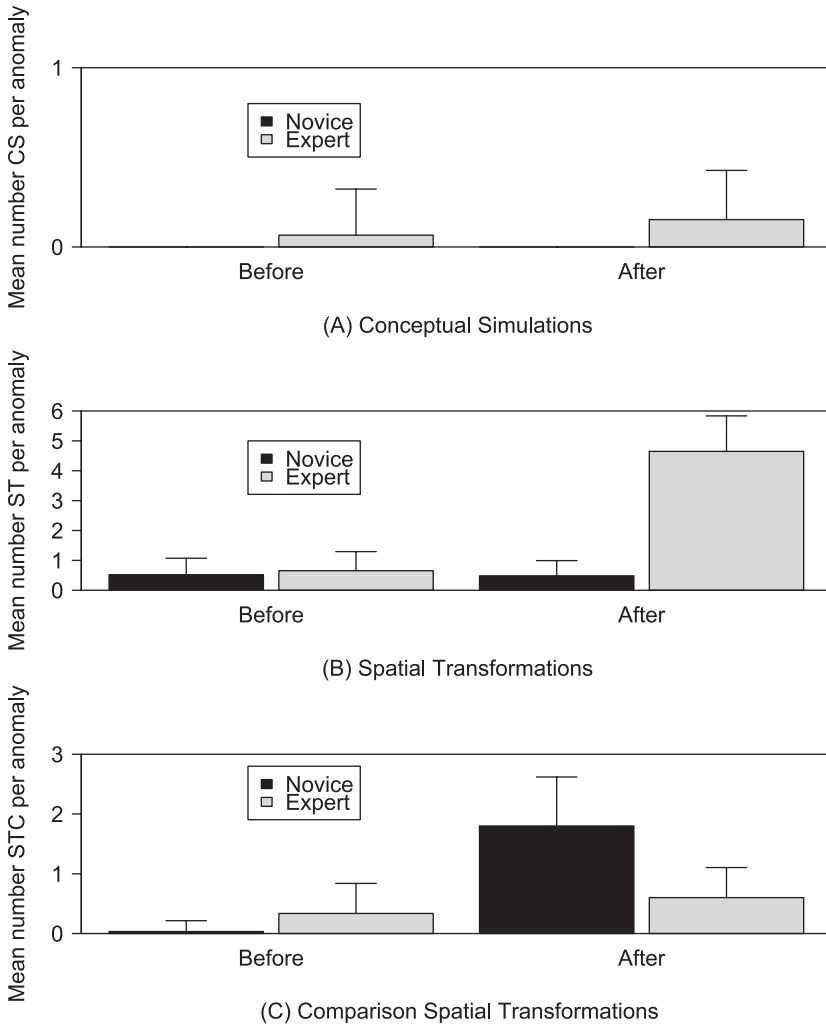 Mean number CS per anomaly
1
0
Novice
Expert
Before
After
(A) Conceptual Simulations
Mean number ST per anomaly
6
5
4
3
2
1
0
Novice
Expert
Before
After
(B) Spatial Transformations
Mean number STC per anomaly
3
2
1
0
Novice
Expert
Before
After
(C) Comparison Spatial Transformations